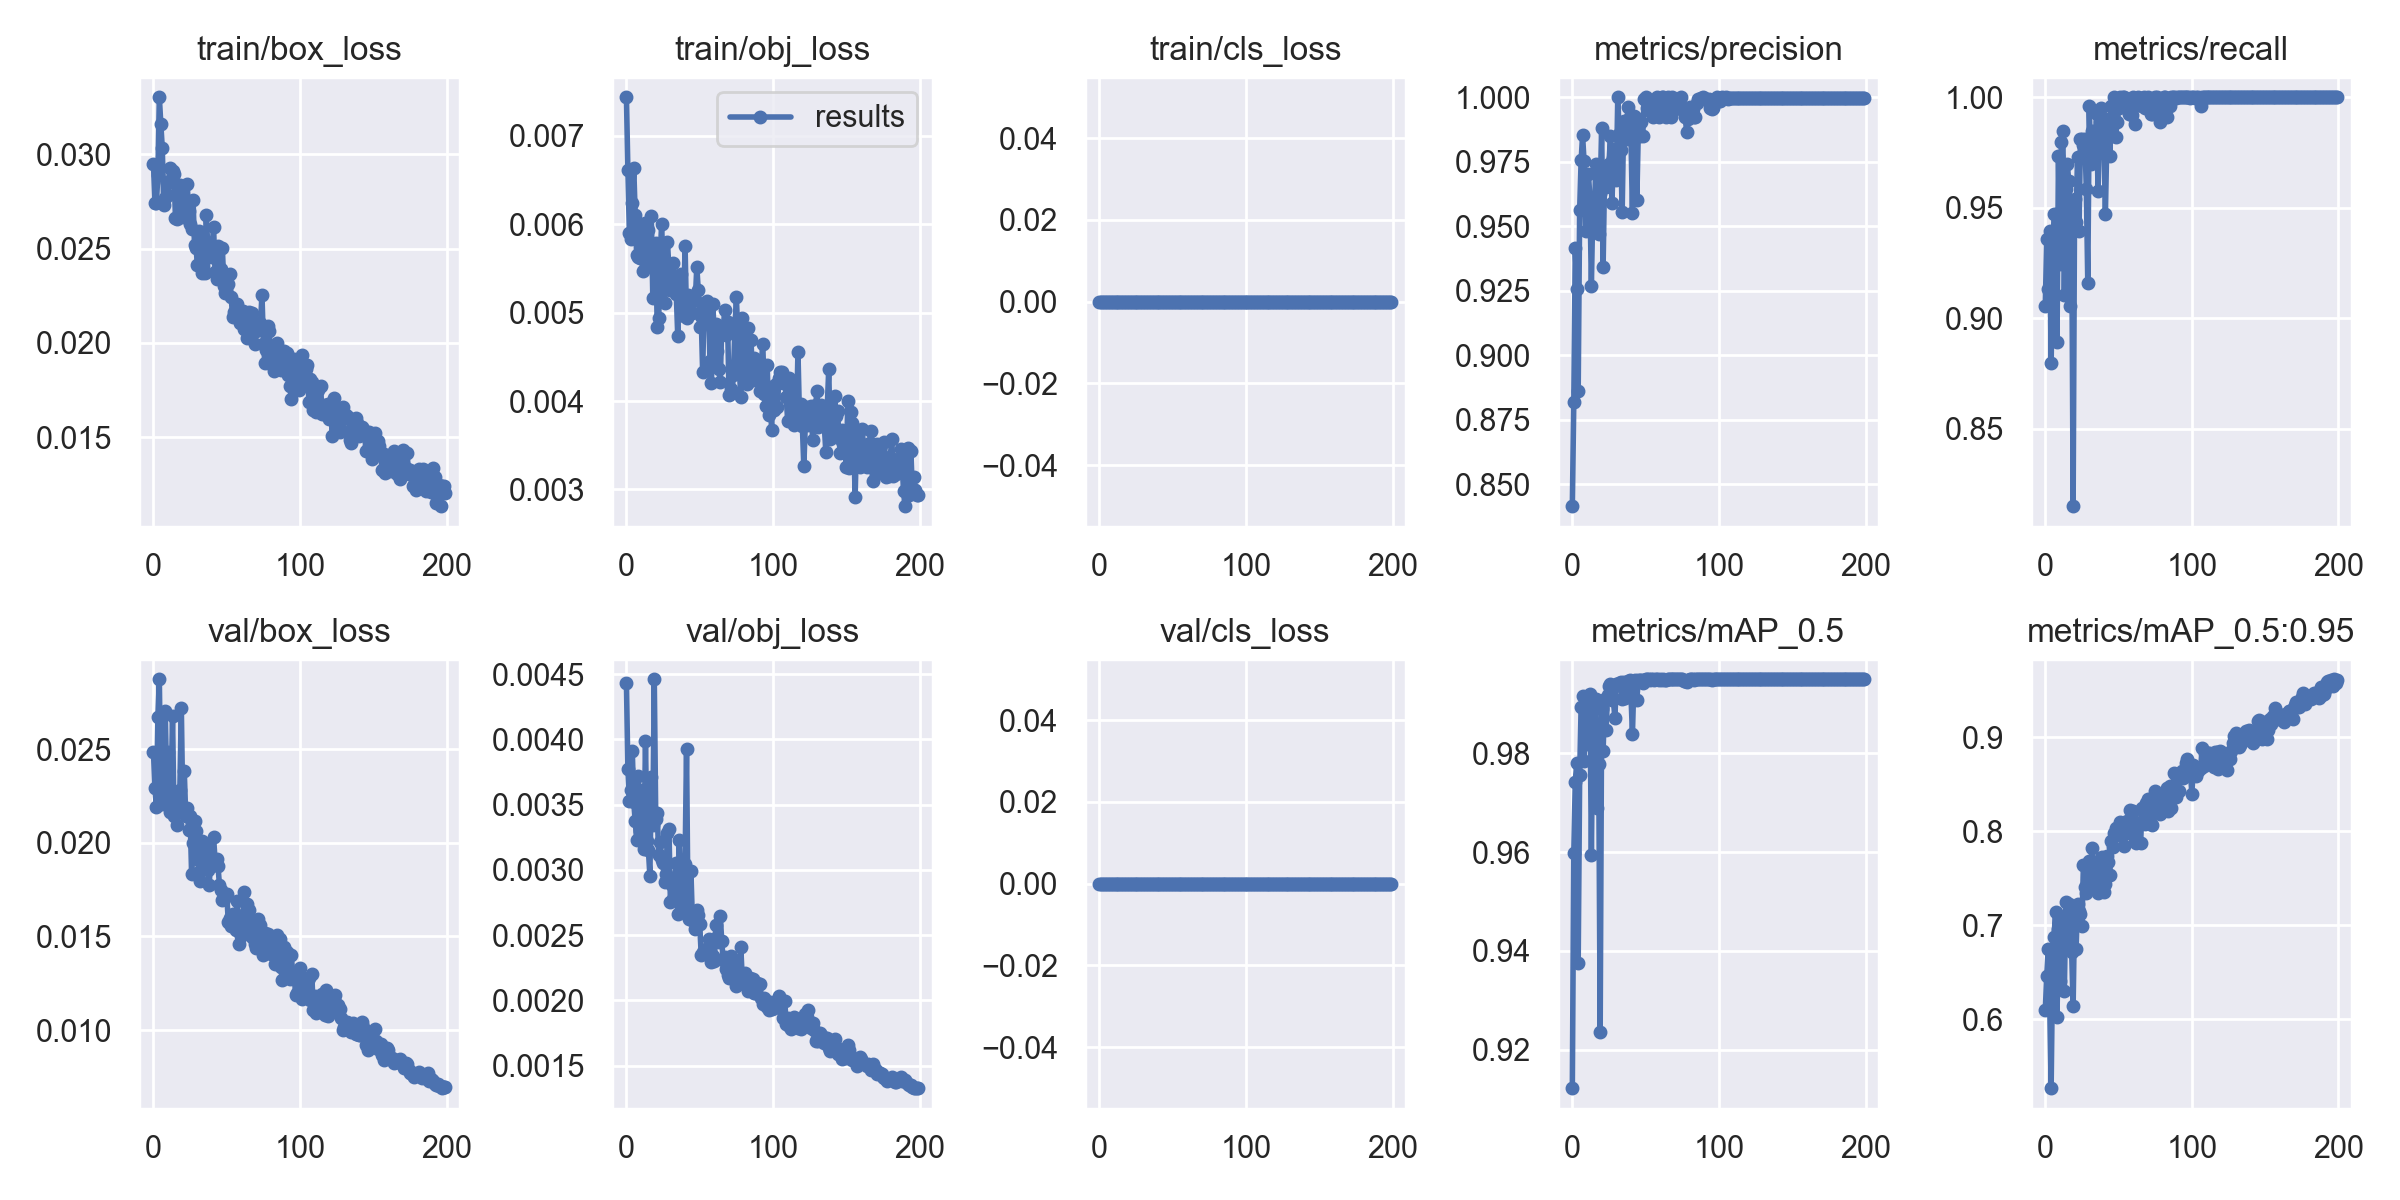 train/box_loss
0.030
0.025
0.020
0.015
0 100 200
train/obj_loss
results
0.007
0.006
0.005
0.004
0.003
0 100 200
train/cls_loss
0.04
0.02
0.00
−0.02
−0.04
0 100 200
metrics/precision
1.000
0.975
0.950
0.925
0.900
0.875
0.850
0 100 200
metrics/recall
1.00
0.95
0.90
0.85
0 100 200
val/box_loss
0.025
0.020
0.015
0.010
0 100 200
val/obj_loss
0.0045
0.0040
0.0035
0.0030
0.0025
0.0020
0.0015
0 100 200
val/cls_loss
0.04
0.02
0.00
−0.02
−0.04
0 100 200
metrics/mAP_0.5
0.98
0.96
0.94
0.92
0 100 200
metrics/mAP_0.5:0.95
0.9
0.8
0.7
0.6
0 100 200